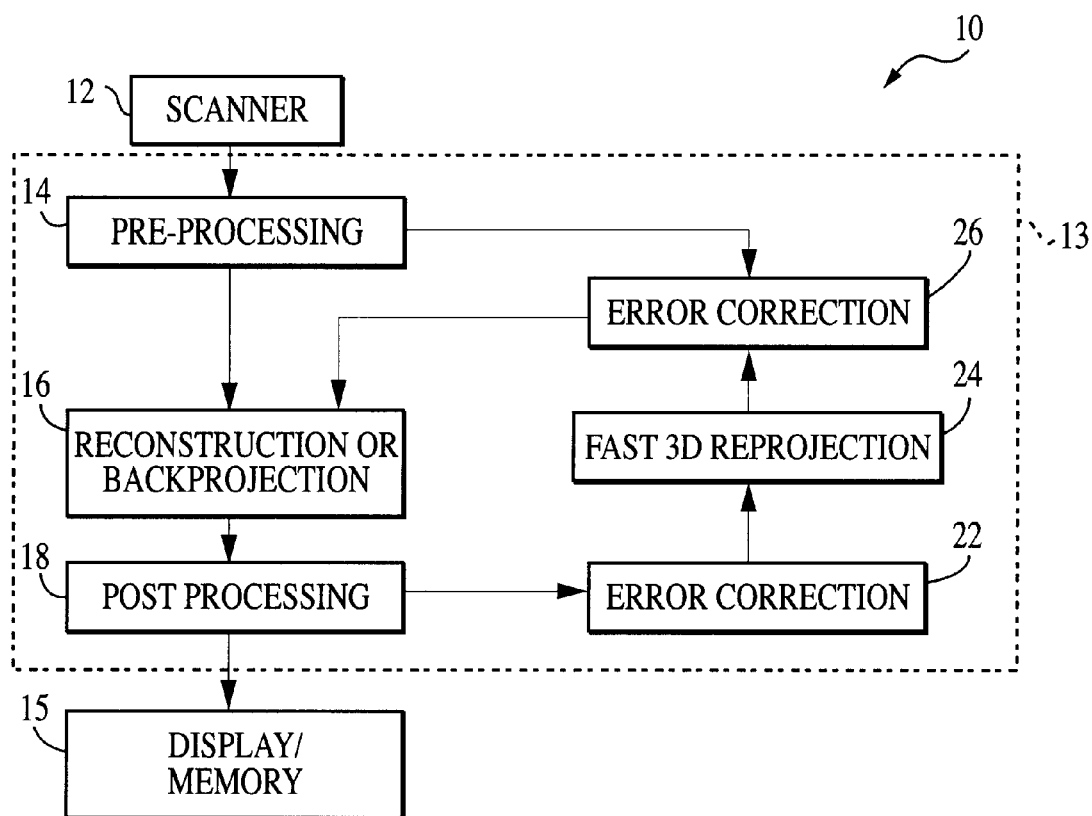 10
12
SCANNER
14
PRE-PROCESSING
13
26
ERROR CORRECTION
16
RECONSTRUCTION OR
BACKPROJECTION
24
FAST 3D REPROJECTION
18
POST PROCESSING
22
ERROR CORRECTION
15
DISPLAY/
MEMORY